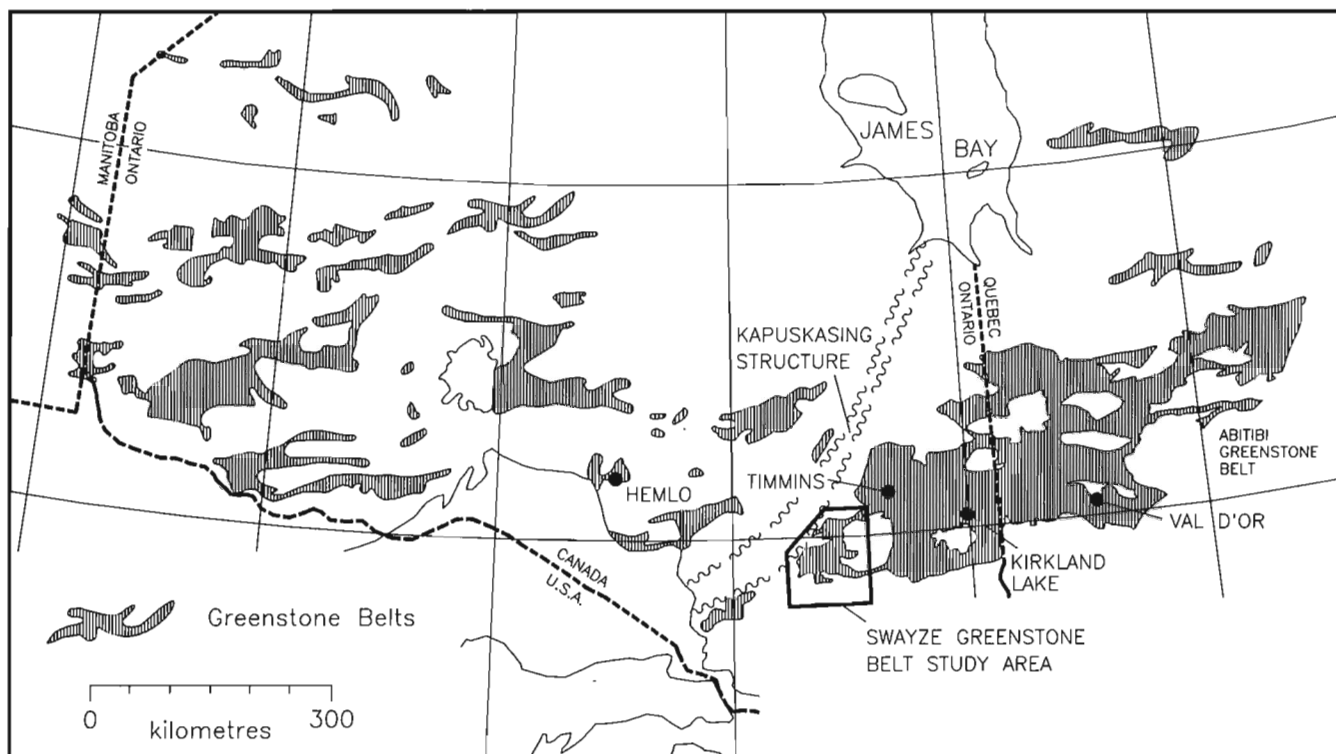 MANITOBA
ONTARIO
JAMES
BAY
KAPUSKASING
STRUCTURE
ONTARIO
QUEBEC
ABITIBI
GREENSTONE
BELT
TIMMINS
HEMLO
VAL D'OR
KIRKLAND
LAKE
CANADA
U.S.A.
SWAYZE GREENSTONE
BELT STUDY AREA
Greenstone Belts
0 300
kilometres